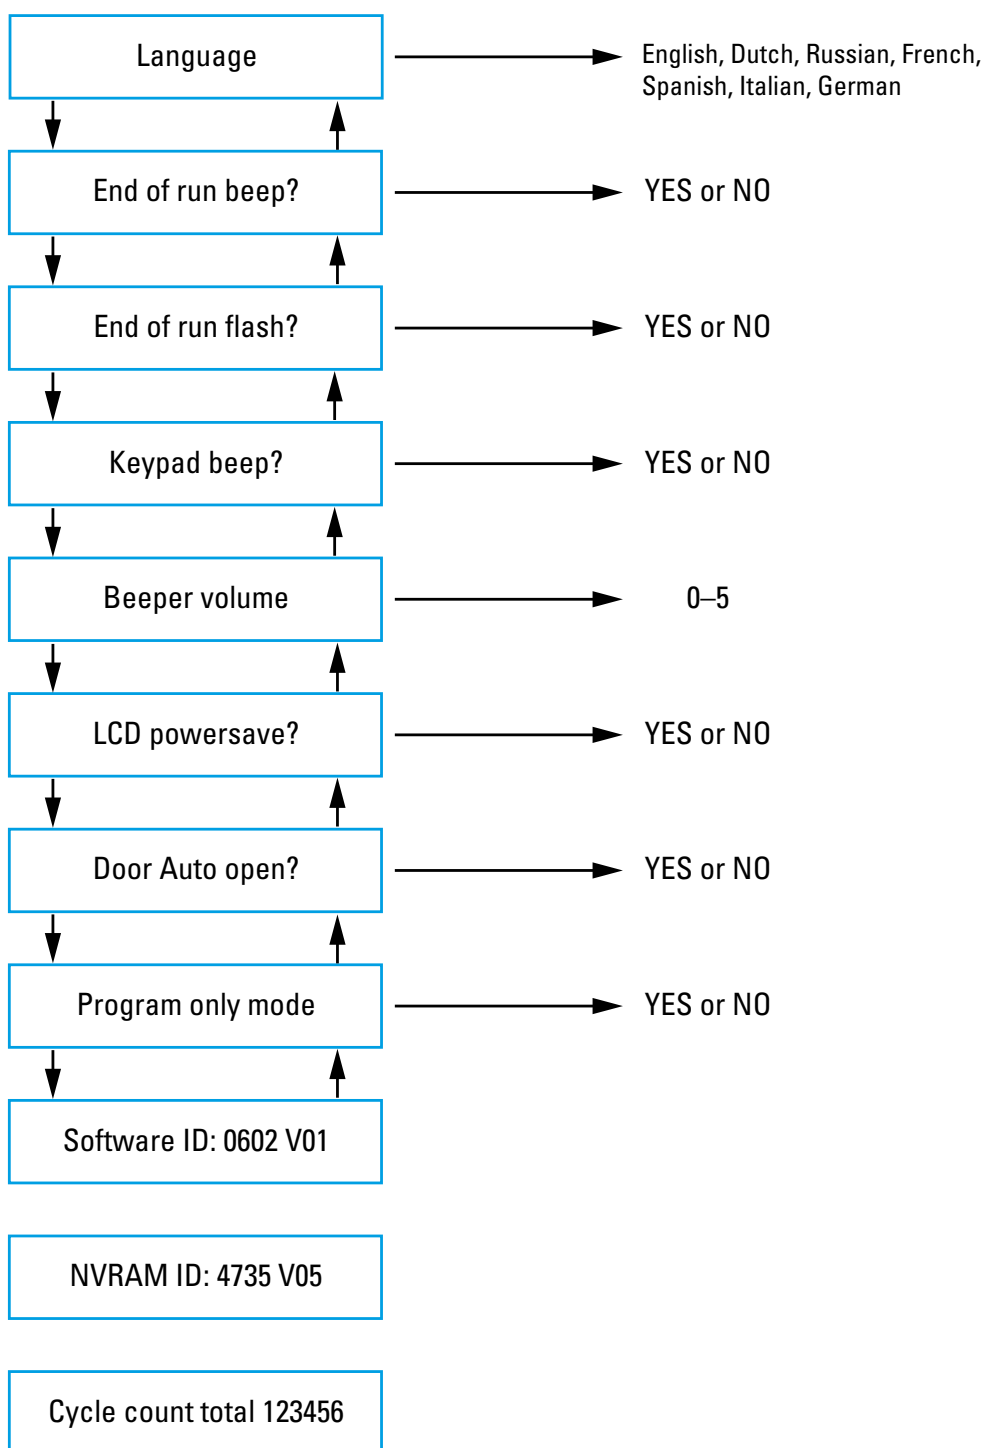 Language
English, Dutch, Russian, French,
Spanish, Italian, German
End of run beep?
YES or NO
End of run flash?
YES or NO
Keypad beep?
YES or NO
Beeper volume
0–5
LCD powersave?
YES or NO
Door Auto open?
YES or NO
Program only mode
YES or NO
Software ID: 0602 V01
NVRAM ID: 4735 V05
Cycle count total 123456